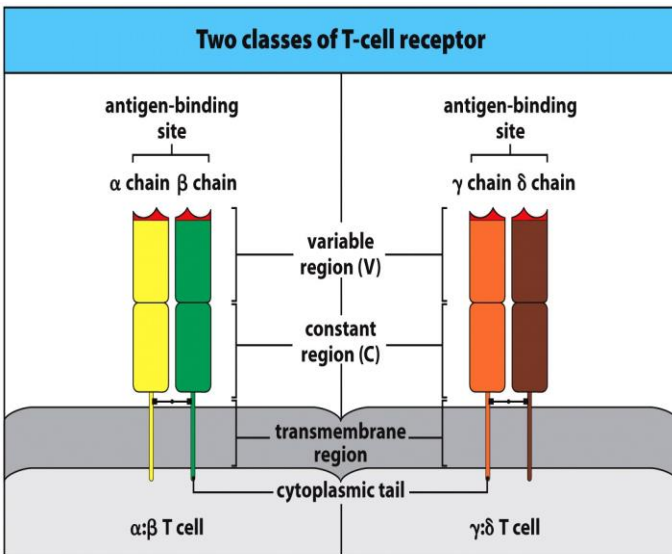 Two classes of T-cell receptor
antigen-binding
site
α chain β chain
antigen-binding
site
γ chain δ chain
variable
region (V)
constant
region (C)
transmembrane
region
cytoplasmic tail
α:β T cell
γ:δ T cell